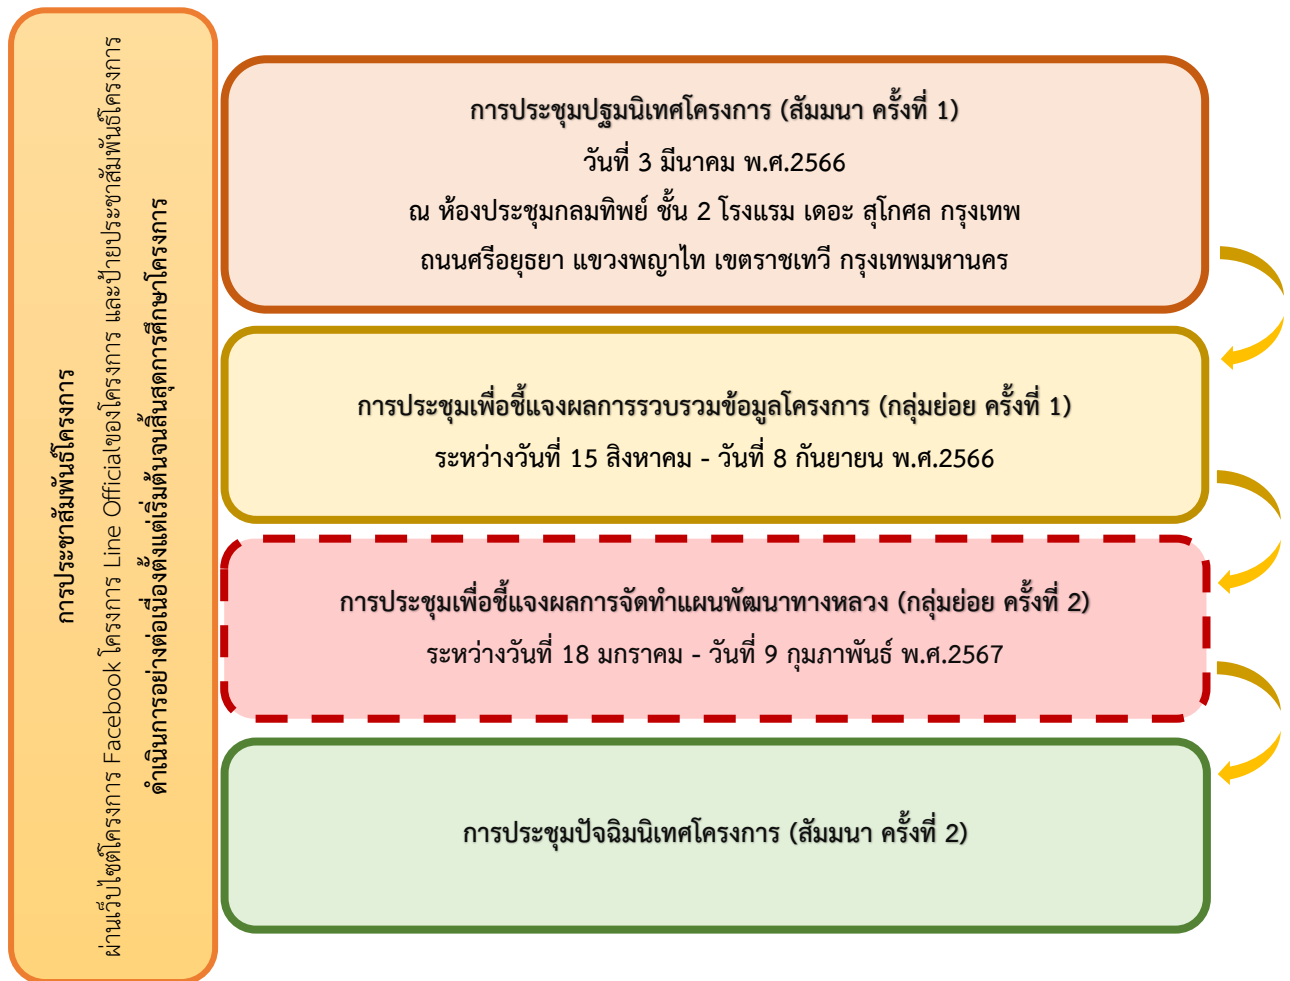 การประชาสัมพันธ์โครงการ
ผ่านเว็บไซต์โครงการ Facebook โครงการ Line Officialของโครงการ และป้ายประชาสัมพันธ์โครงการ
ดำเนินการอย่างต่อเนื่องตั้งแต่เริ่มต้นจนสิ้นสุดการศึกษาโครงการ
การประชุมปฐมนิเทศโครงการ (สัมมนา ครั้งที่ 1)
วันที่ 3 มีนาคม พ.ศ.2566
ณ ห้องประชุมกลมทิพย์ ชั้น 2 โรงแรม เดอะ สุโกศล กรุงเทพ
ถนนศรีอยุธยา แขวงพญาไท เขตราชเทวี กรุงเทพมหานคร
การประชุมเพื่อชี้แจงผลการรวบรวมข้อมูลโครงการ (กลุ่มย่อย ครั้งที่ 1)
ระหว่างวันที่ 15 สิงหาคม - วันที่ 8 กันยายน พ.ศ.2566
การประชุมเพื่อชี้แจงผลการจัดทำแผนพัฒนาทางหลวง (กลุ่มย่อย ครั้งที่ 2)
ระหว่างวันที่ 18 มกราคม - วันที่ 9 กุมภาพันธ์ พ.ศ.2567
การประชุมปัจฉิมนิเทศโครงการ (สัมมนา ครั้งที่ 2)